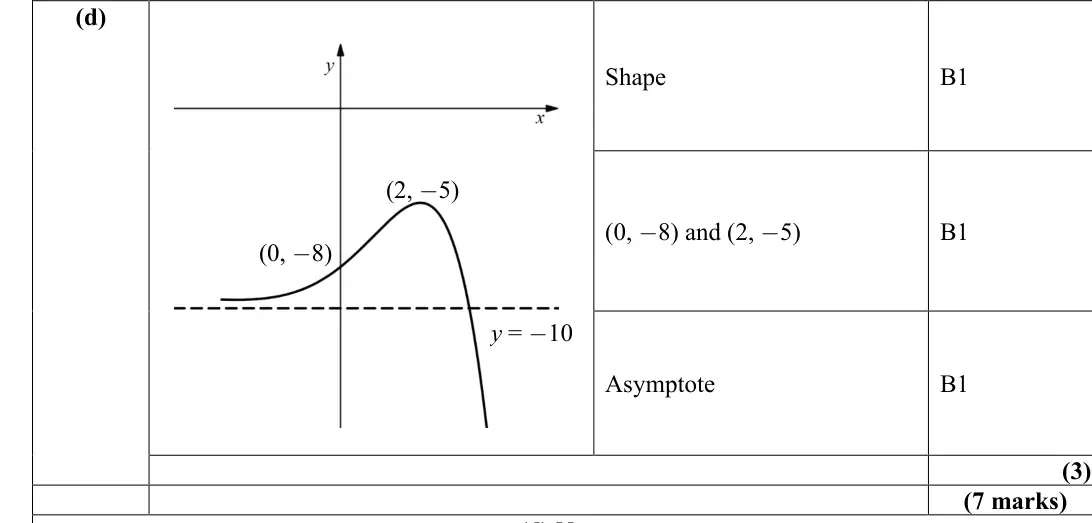 (d)
y
Shape
B1
x
(2, −5)
(0, −8) and (2, −5)
B1
(0, −8)
y = −10
Asymptote
B1
(3)
(7 marks)